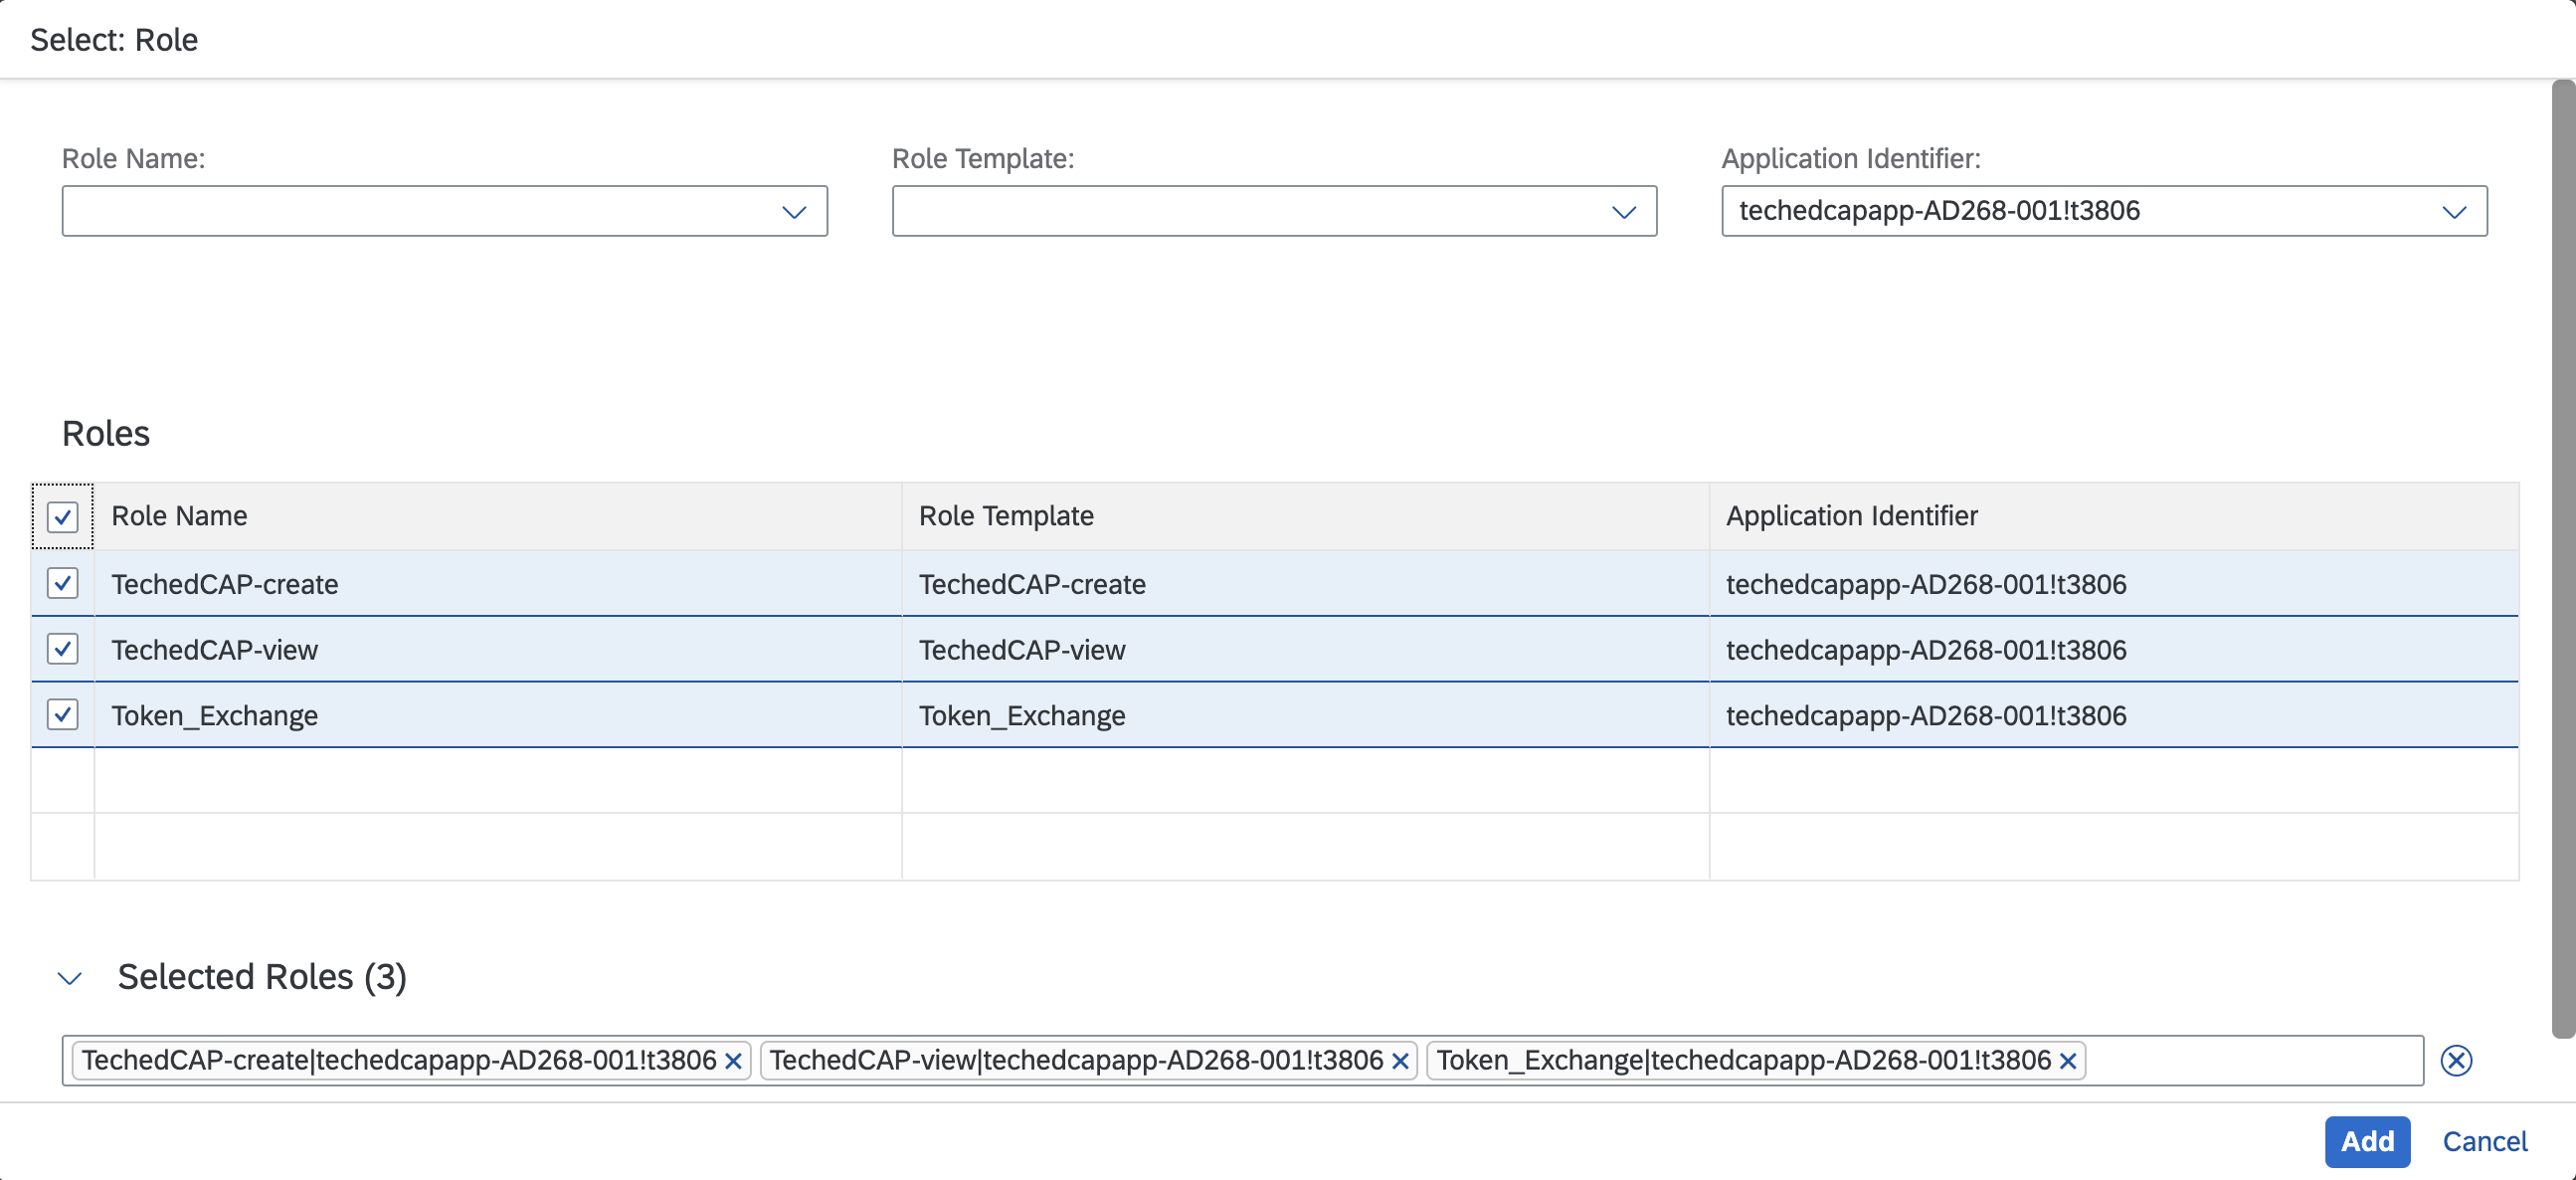 Select: Role
Role Name: Role Template: Application Identifier:
techedcapapp-AD268-001!t3806
Roles
Role Name Role Template Application Identifier
TechedCAP-create TechedCAP-create techedcapapp-AD268-001!t3806
TechedCAP-view TechedCAP-view techedcapapp-AD268-001!t3806
Token_Exchange Token_Exchange techedcapapp-AD268-001!t3806
Selected Roles (3)
TechedCAP-create|techedcapapp-AD268-001!t3806 TechedCAP-view|techedcapapp-AD268-001!t3806 Token_Exchange|techedcapapp-AD268-001!t3806
Add Cancel